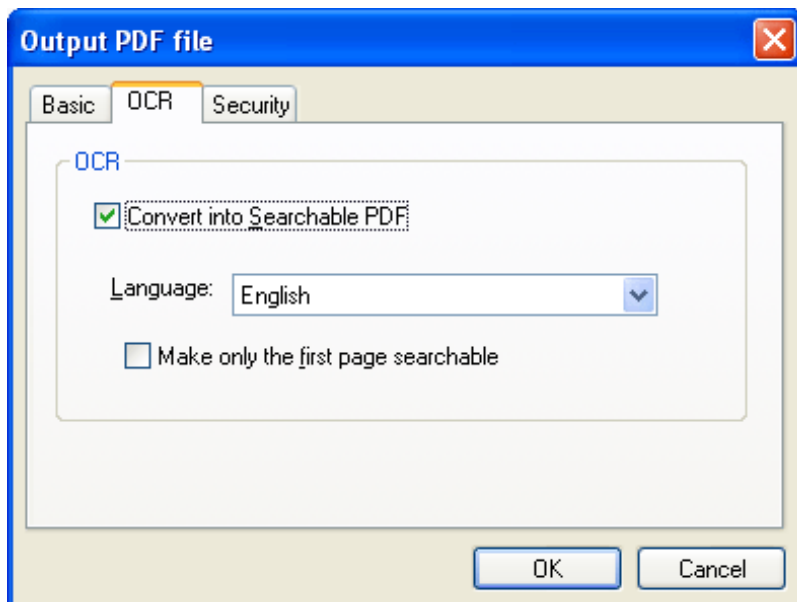 Output PDF file
Basic OCR Security
OCR
Convert into Searchable PDF
Language: English
Make only the first page searchable
OK Cancel